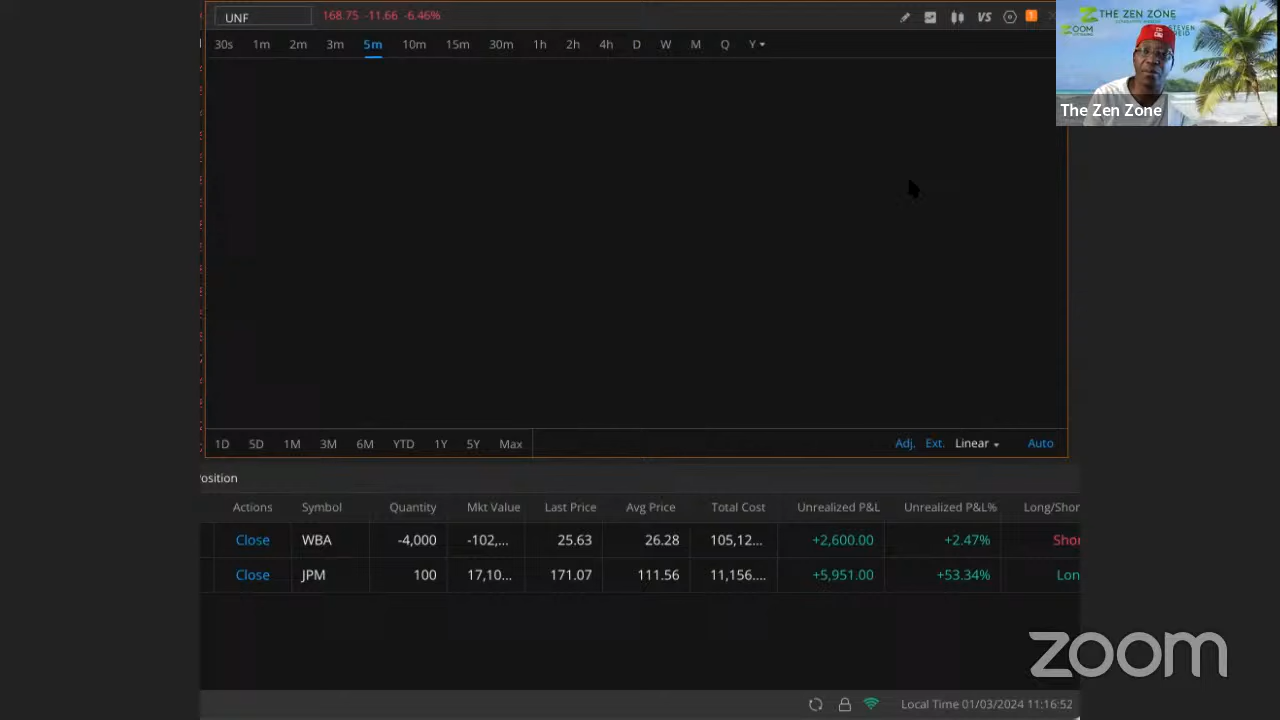 UNF 168.75 -11.66 -6.46% VS
THE ZEN ZONE
ZOOM STEVEN
30s 1m 2m 3m 5m 10m 15m 30m 1h 2h 4h D W M Q Y
The Zen Zone
1D 5D 1M 3M 6M YTD 1Y 5Y Max Adj. Ext. Linear Auto
osition
Actions Symbol Quantity Mkt Value Last Price Avg Price Total Cost Unrealized P&L Unrealized P&L% Long/Shor
Close WBA -4,000 -102,... 25.63 26.28 105,12... +2,600.00 +2.47% Shor
Close JPM 100 17,10... 171.07 111.56 11,156.... +5,951.00 +53.34% Lon
zoom
Local Time 01/03/2024 11:16:52